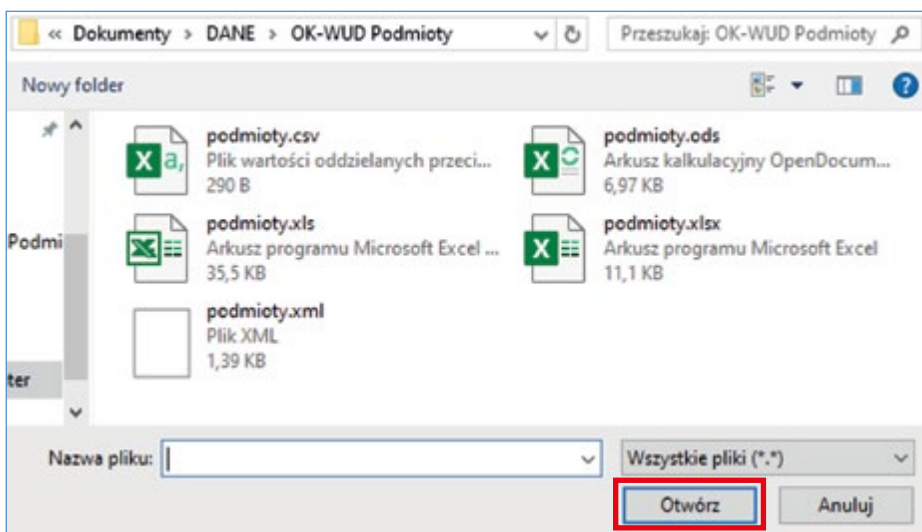 « Dokumenty > DANE > OK-WUD Podmioty
Przeszukaj: OK-WUD Podmioty
Nowy folder
podmioty.csv
Plik wartości oddzielanych przeci...
290 B
podmioty.ods
Arkusz kalkulacyjny OpenDocum...
6,97 KB
Podmi
podmioty.xls
Arkusz programu Microsoft Excel ...
35,5 KB
podmioty.xlsx
Arkusz programu Microsoft Excel
11,1 KB
podmioty.xml
Plik XML
1,39 KB
ter
Nazwa pliku:
Wszystkie pliki (*.*)
Otwórz
Anuluj